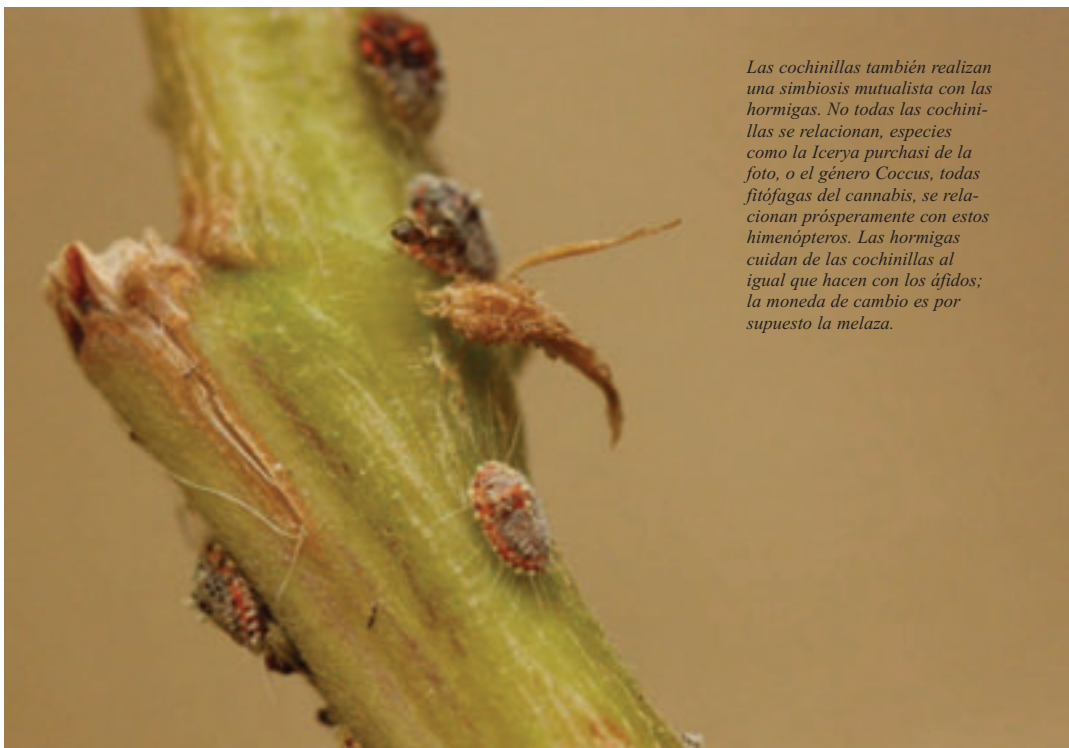 Las cochinillas también realizan
una simbiosis mutualista con las
hormigas. No todas las cochini-
llas se relacionan, especies
como la Icerya purchasi de la
foto, o el género Coccus, todas
fitófagas del cannabis, se rela-
cionan prósperamente con estos
himenópteros. Las hormigas
cuidan de las cochinillas al
igual que hacen con los áfidos;
la moneda de cambio es por
supuesto la melaza.